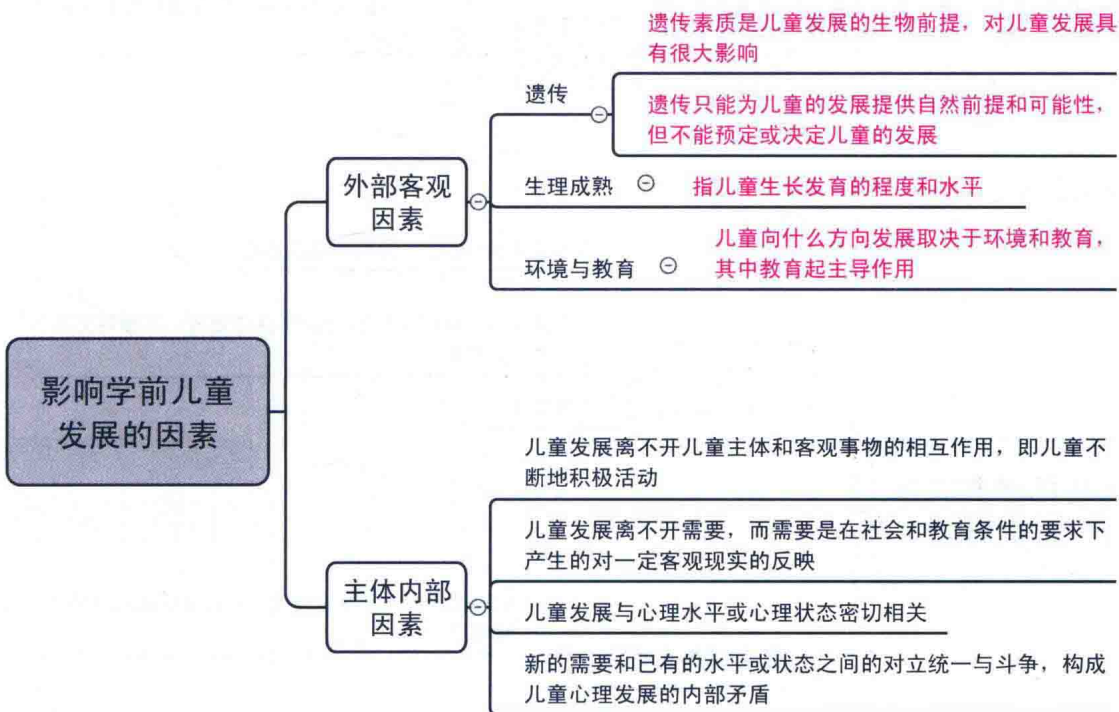 遗传素质是儿童发展的生物前提，对儿童发展具
有很大影响
遗传
遗传只能为儿童的发展提供自然前提和可能性，
但不能预定或决定儿童的发展
外部客观
因素
生理成熟
指儿童生长发育的程度和水平
环境与教育
儿童向什么方向发展取决于环境和教育，
其中教育起主导作用
影响学前儿童
发展的因素
儿童发展离不开儿童主体和客观事物的相互作用，即儿童不
断地积极活动
儿童发展离不开需要，而需要是在社会和教育条件的要求下
产生的对一定客观现实的反映
主体内部
因素
儿童发展与心理水平或心理状态密切相关
新的需要和已有的水平或状态之间的对立统一与斗争，构成
儿童心理发展的内部矛盾